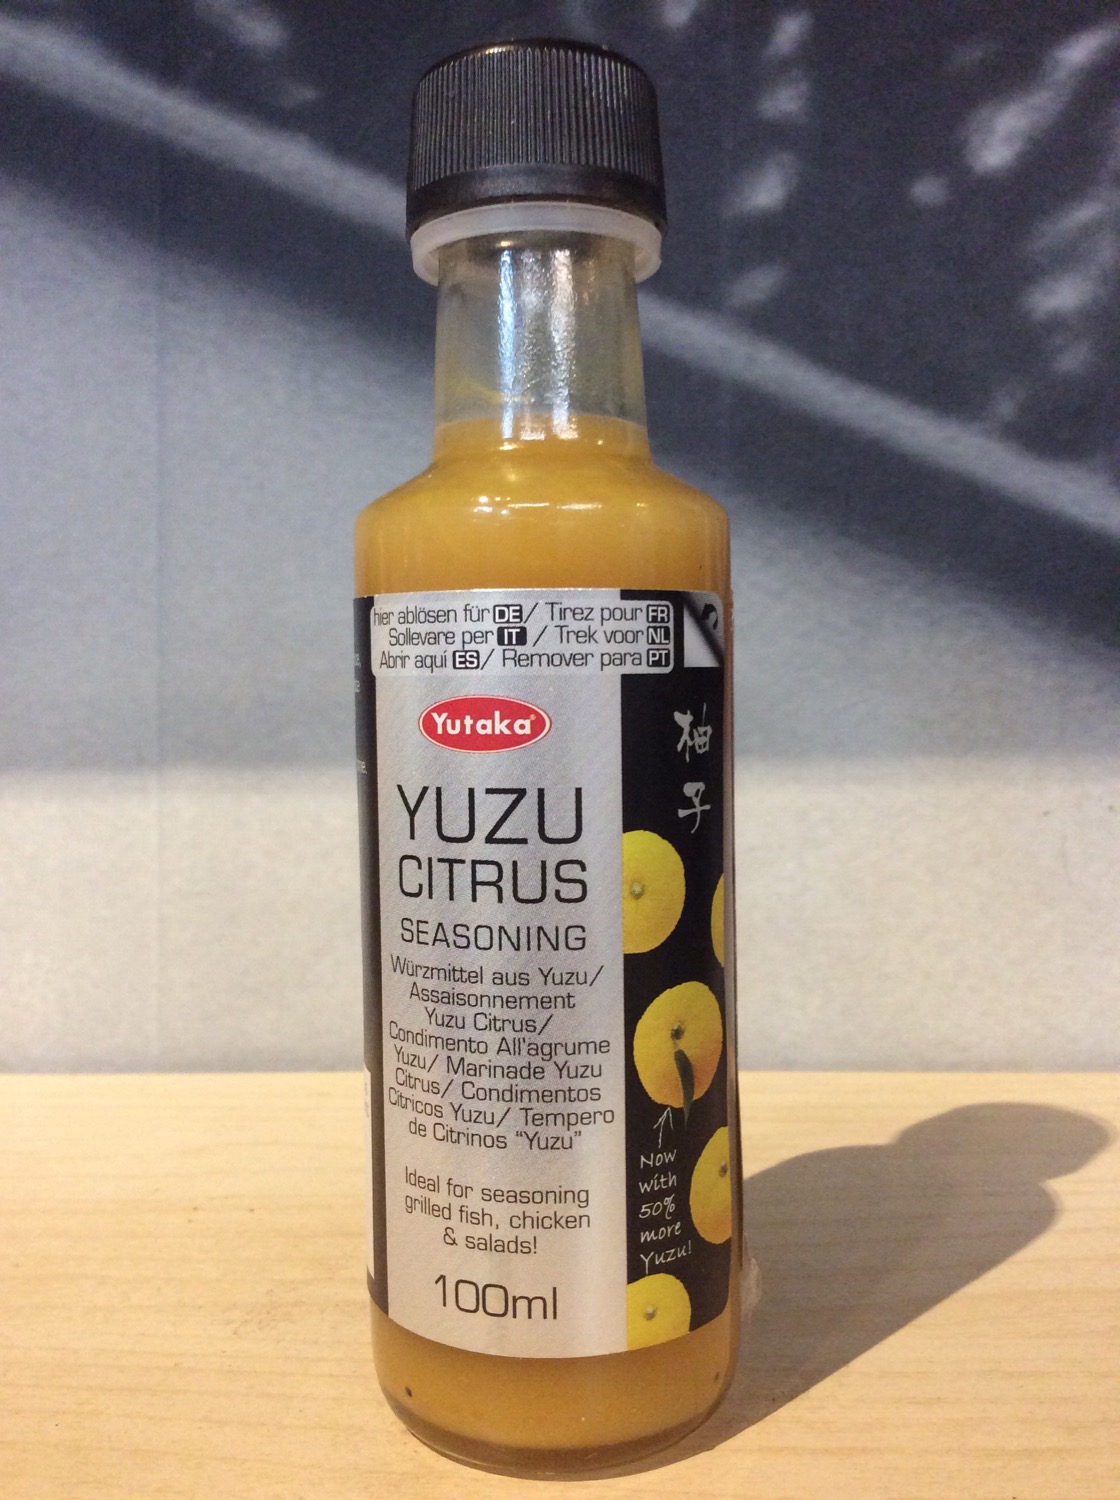 hier ablösen für DE / Tirez pour FR
Sollevare per IT / Trek voor NL
Abrir aquí ES / Remover para PT
Yutaka
YUZU
CITRUS
SEASONING
Würzmittel aus Yuzu/
Assaisonnement
Yuzu Citrus/
Condimento All'agrume
Yuzu/ Marinade Yuzu
Citrus/ Condimentos
Cítricos Yuzu/ Tempero
de Citrinos “Yuzu”
Ideal for seasoning
grilled fish, chicken
& salads!
100ml
柚
子
Now
with
50%
more
Yuzu!